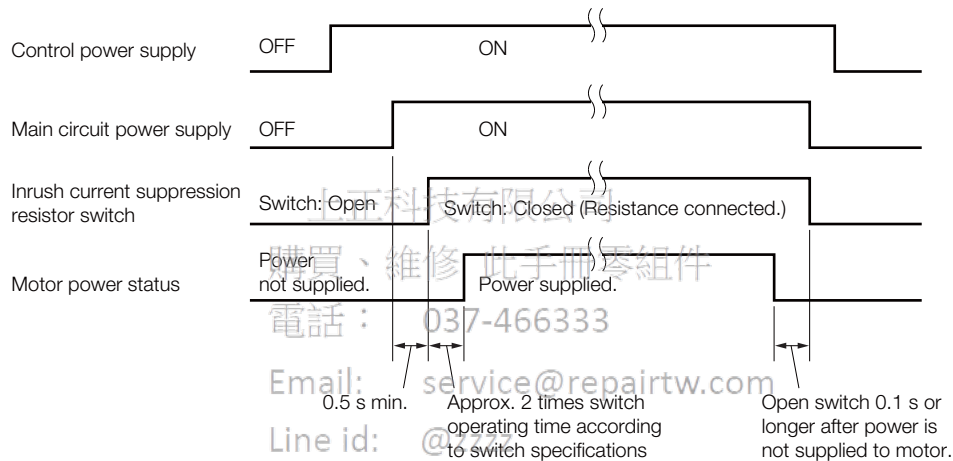 Control power supply
OFF
ON
Main circuit power supply
OFF
ON
Inrush current suppression
resistor switch
Switch: Open
Switch: Closed (Resistance connected.)
上正科技有限公司
Motor power status
Power
not supplied.
Power supplied.
購買、維修 此手冊零組件
電話： 037-466333
Email: service@repairtw.com
0.5 s min.
Approx. 2 times switch
operating time according
to switch specifications
Open switch 0.1 s or
longer after power is
not supplied to motor.
Line id: @zzzz